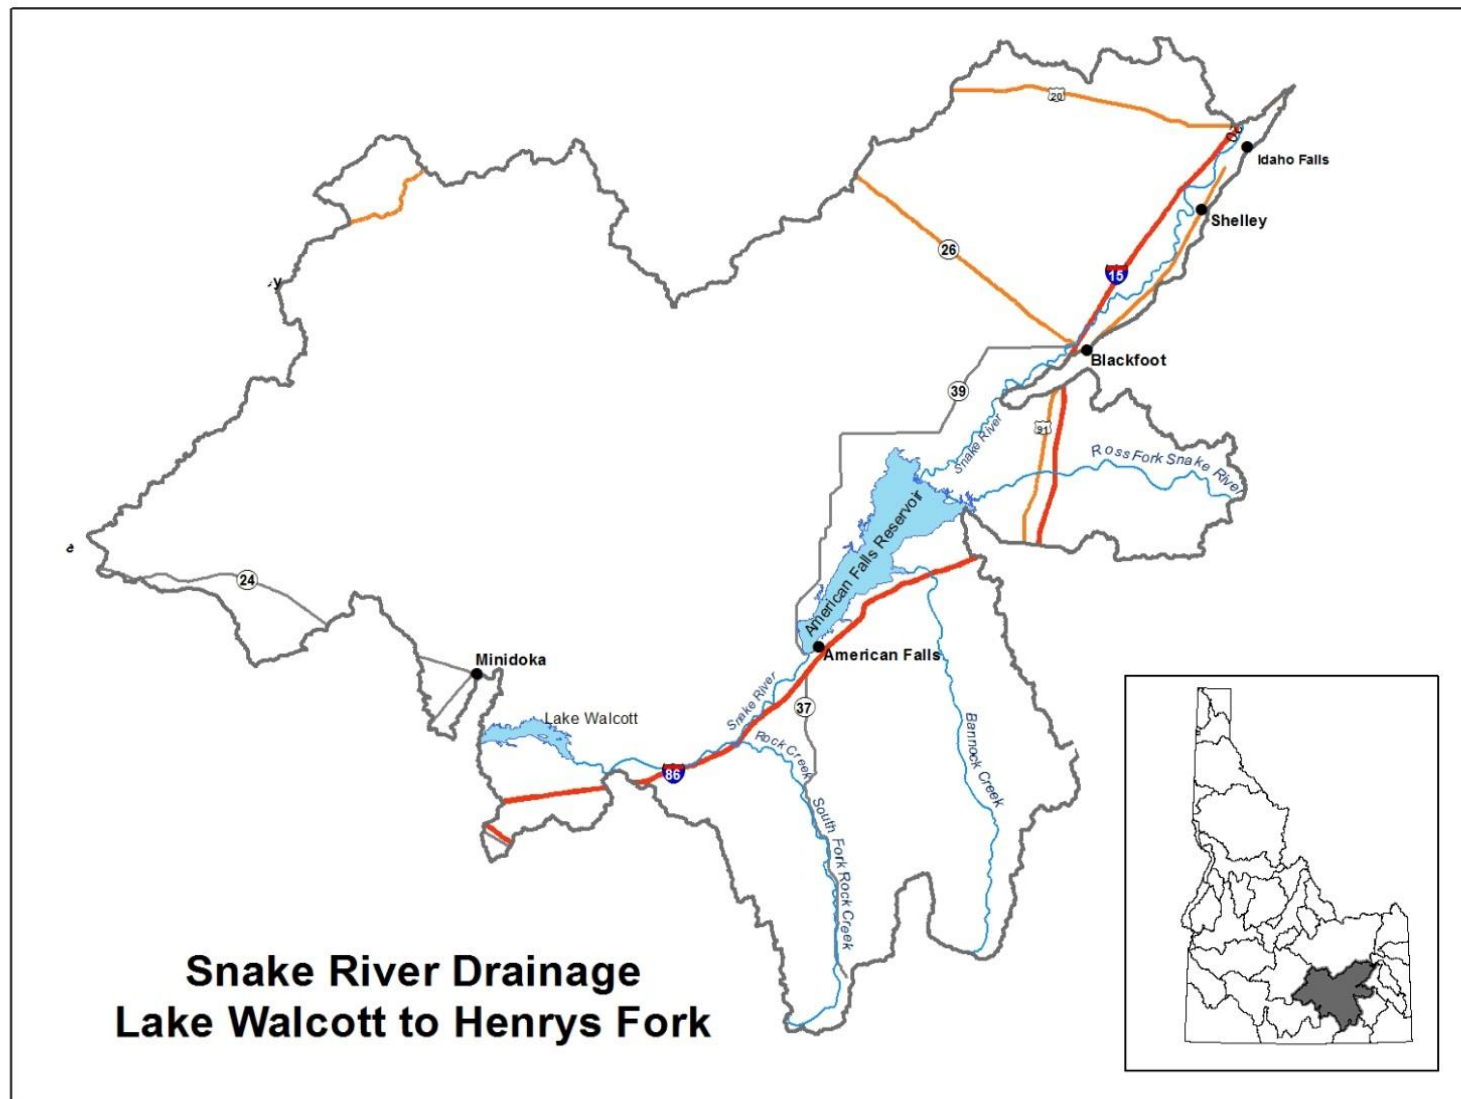 20
Idaho Falls
Shelley
26
15
y
Blackfoot
39
Snake River
91
Ross Fork Snake River
American Falls Reservoir
a
24
American Falls
Minidoka
Snake River
37
Lake Walcott
Rock Creek
Bannock Creek
86
South Fork Rock Creek
Snake River Drainage
Lake Walcott to Henrys Fork